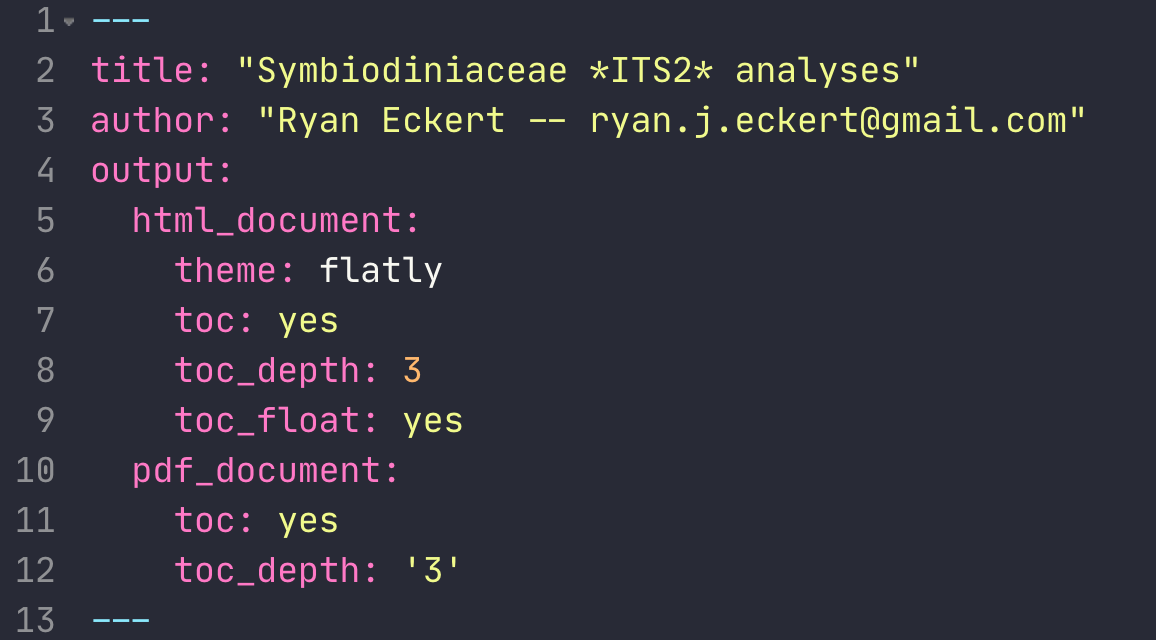 1 ---
2 title: "Symbiodiniaceae *ITS2* analyses"
3 author: "Ryan Eckert -- ryan.j.eckert@gmail.com"
4 output:
5   html_document:
6     theme: flatly
7     toc: yes
8     toc_depth: 3
9     toc_float: yes
10   pdf_document:
11     toc: yes
12     toc_depth: '3'
13 ---